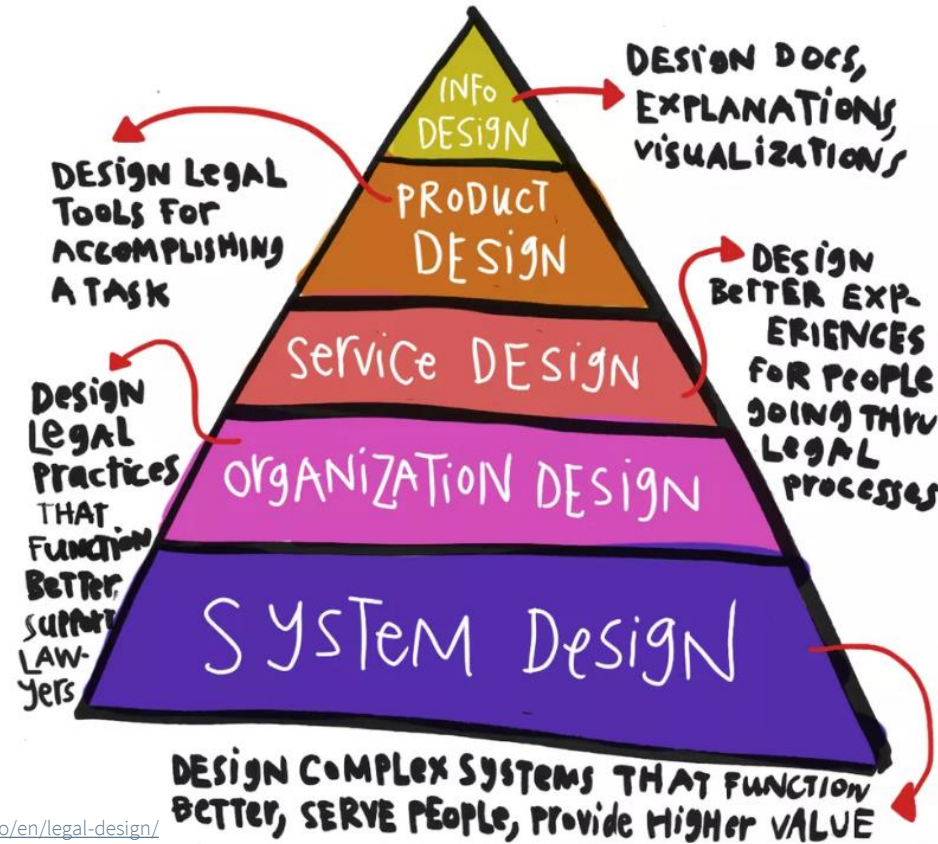 INFO
DESIGN
DESIGN DOCS,
EXPLANATIONS,
VISUALIZATIONS
PRODUCT
DESIGN
DESIGN LEGAL
TOOLS FOR
ACCOMPLISHING
A TASK
SERVICE DESIGN
DESIGN
BETTER EXP-
ERIENCES
FOR PEOPLE
GOING THRU
LEGAL
PROCESSES
ORGANIZATION DESIGN
DESIGN
LEGAL
PRACTICES
THAT
FUNCTION
BETTER,
SUPPORT
LAW-
YERS
SYSTEM DESIGN
DESIGN COMPLEX SYSTEMS THAT FUNCTION
BETTER, SERVE PEOPLE, PROVIDE HIGHER VALUE
o/en/legal-design/